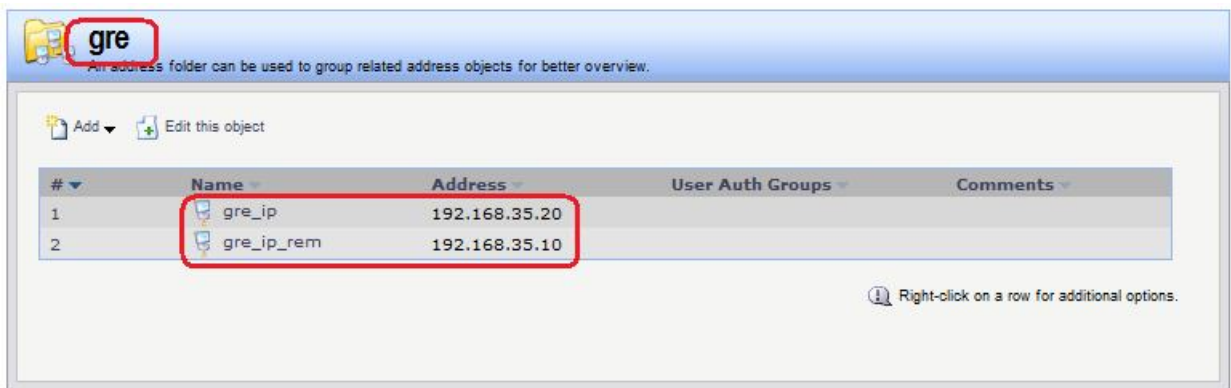 gre
An address folder can be used to group related address objects for better overview.
Add Edit this object
# Name Address User Auth Groups Comments
1 gre_ip 192.168.35.20
2 gre_ip_rem 192.168.35.10
Right-click on a row for additional options.